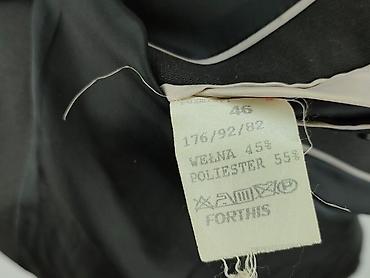 46
176/92/82
WEŁNA 45%
POLIESTER 55%
FORTHIS